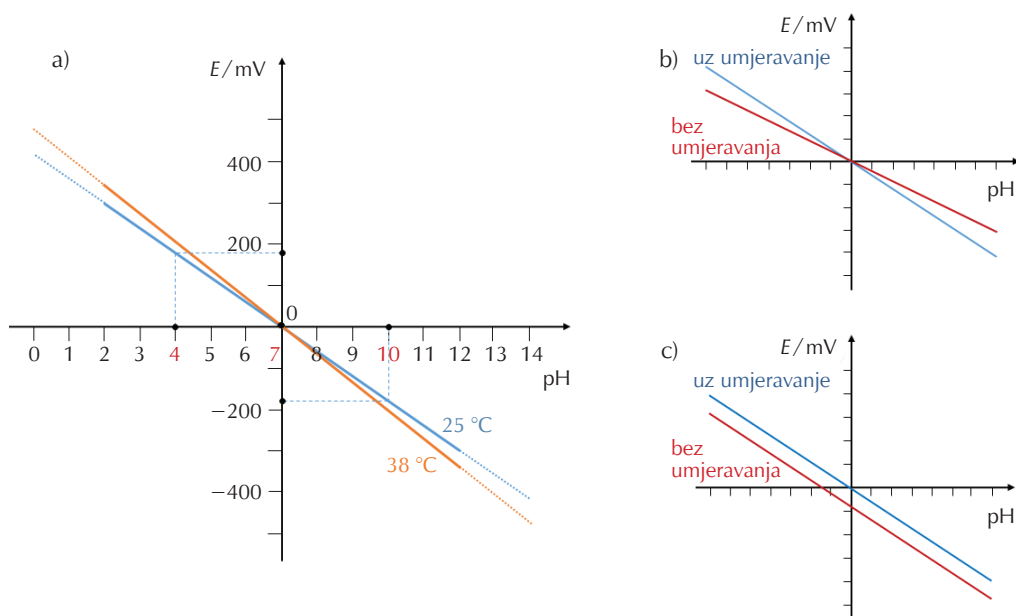 a)
E/mV
400
200
0
0 1 2 3 4 5 6 7 8 9 10 11 12 13 14
pH
−200
25 °C
38 °C
−400
b)
E/mV
uz umjeravanje
bez
umjeravanja
pH
c)
E/mV
uz umjeravanje
bez
umjeravanja
pH